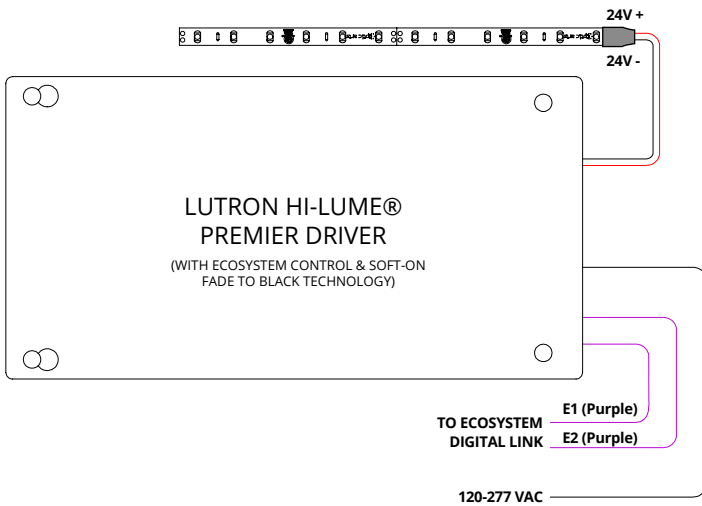 24V +
24V -
LUTRON HI-LUME®
PREMIER DRIVER
(WITH ECOSYSTEM CONTROL & SOFT-ON
FADE TO BLACK TECHNOLOGY)
E1 (Purple)
TO ECOSYSTEM
DIGITAL LINK
E2 (Purple)
120-277 VAC